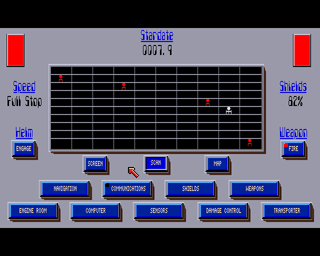 Stardate
0007.9
Speed
Full Stop
Shields
82%
Helm
ENGAGE
Weapon
FIRE
SCREEN
SCAN
MAP
NAVIGATION
COMMUNICATIONS
SHIELDS
WEAPONS
ENGINE ROOM
COMPUTER
SENSORS
DAMAGE CONTROL
TRANSPORTER